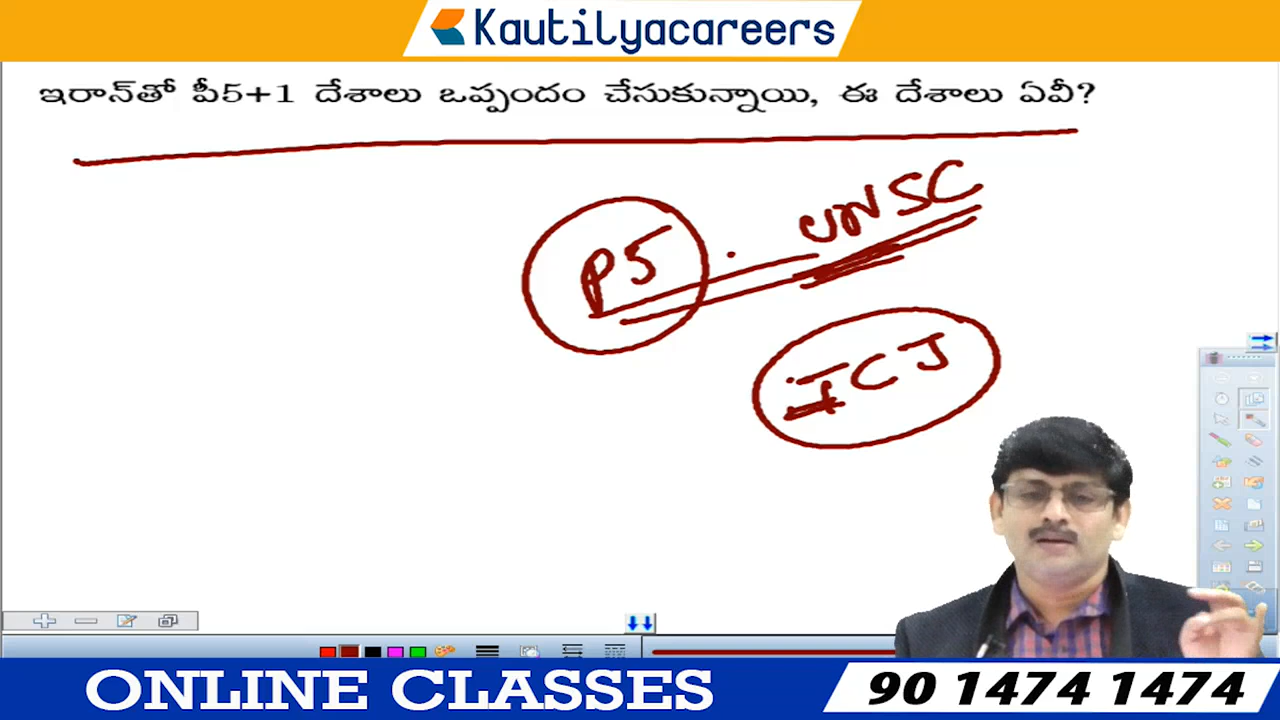 Kautilyacareers
ఇరాన్‌తో పీ5+1 దేశాలు ఒప్పందం చేసుకున్నాయి, ఈ దేశాలు ఏవీ?
P5
UNSC
ICJ
ONLINE CLASSES
90 1474 1474